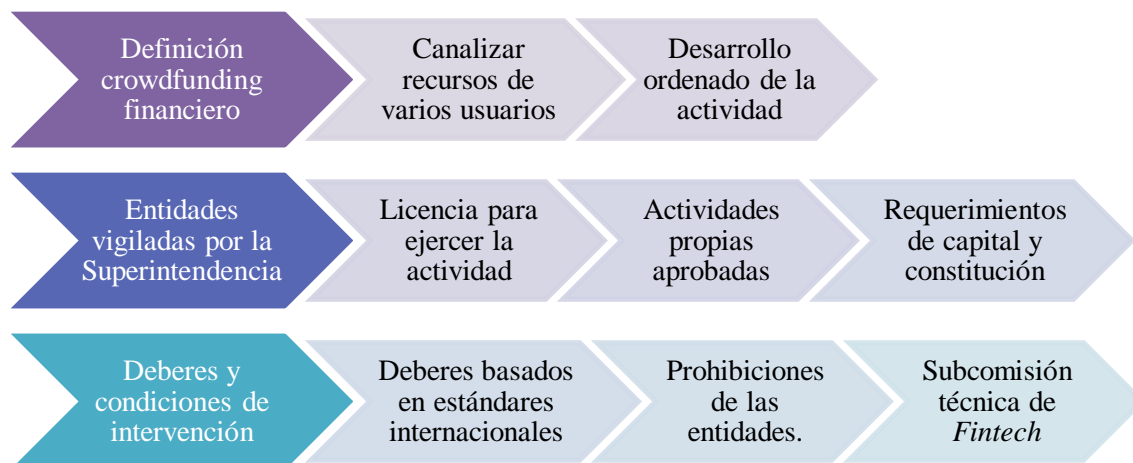 Definición
crowdfunding
financiero
Canalizar
recursos de
varios usuarios
Desarrollo
ordenado de la
actividad
Entidades
vigiladas por la
Superintendencia
Licencia para
ejercer la
actividad
Actividades
propias
aprobadas
Requerimientos
de capital y
constitución
Deberes y
condiciones de
intervención
Deberes basados
en estándares
internacionales
Prohibiciones
de las
entidades.
Subcomisión
técnica de
Fintech